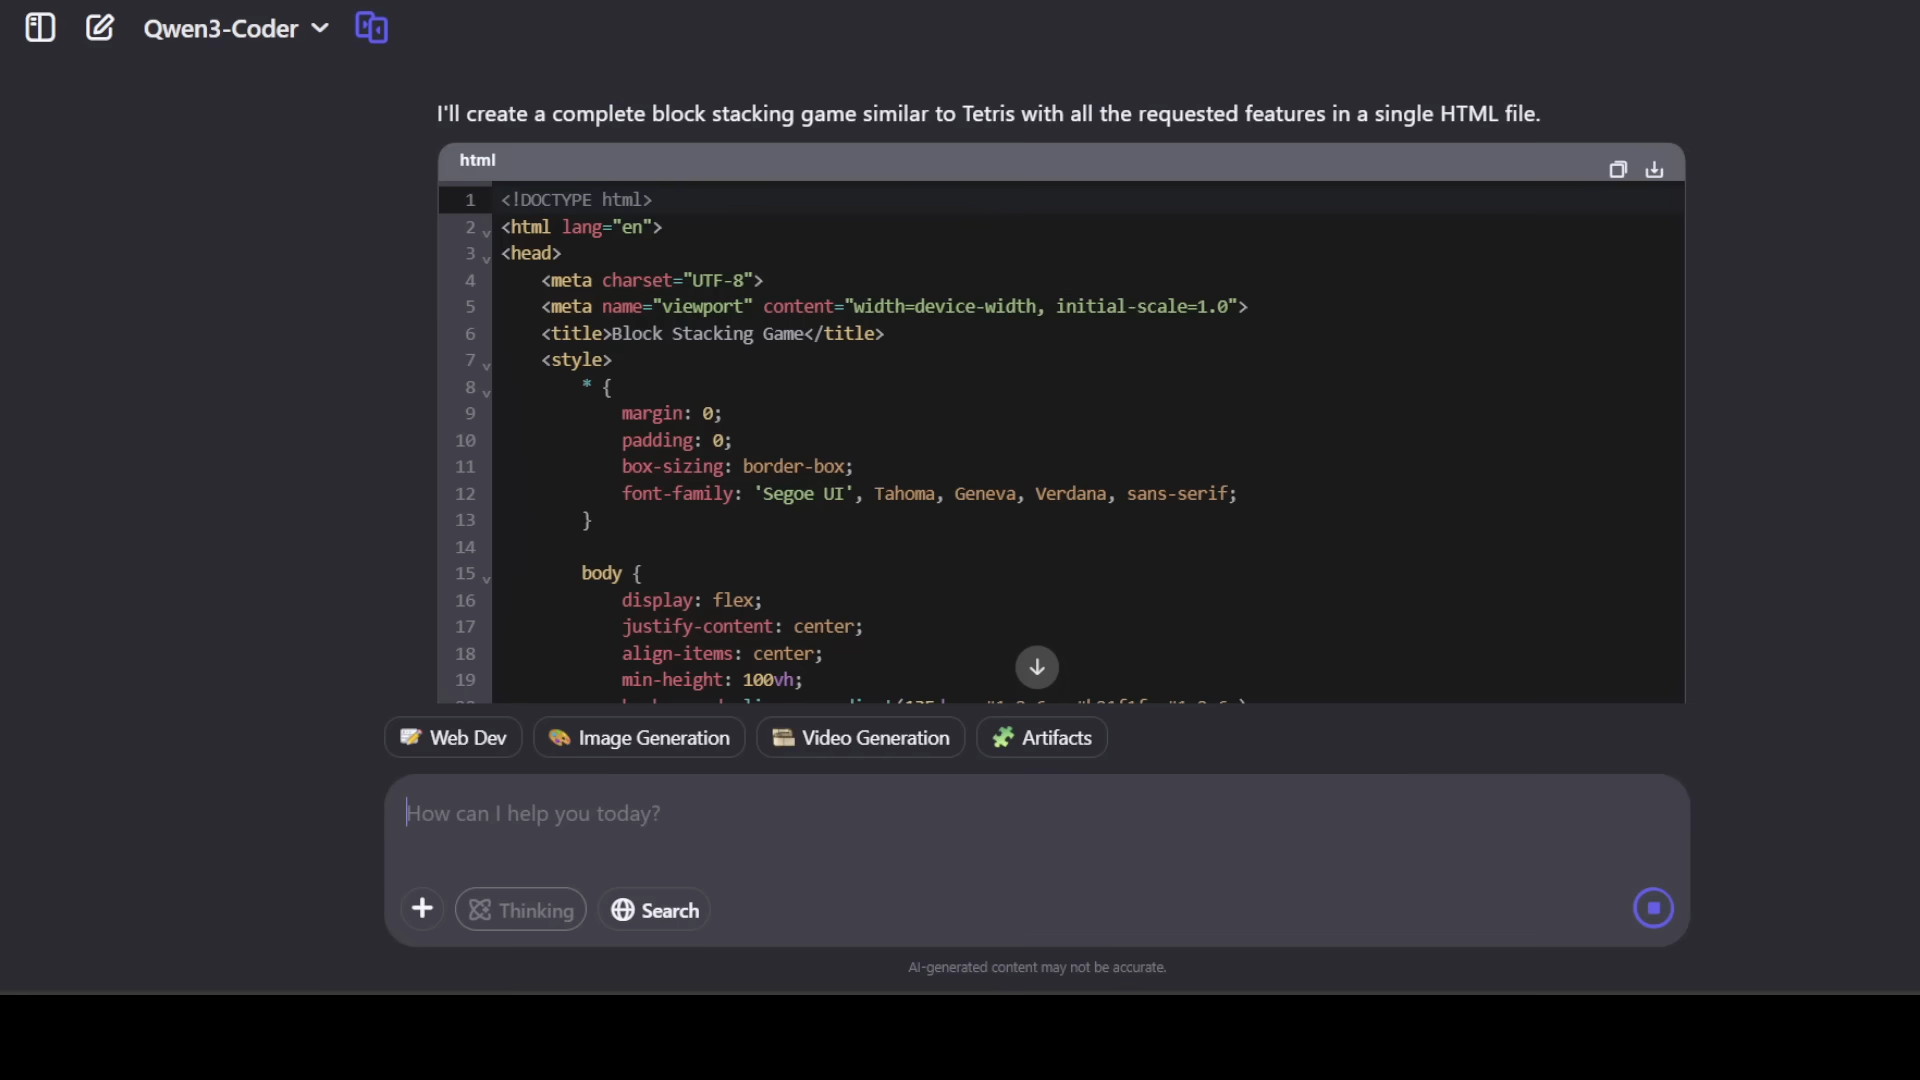 Qwen3-Coder
I'll create a complete block stacking game similar to Tetris with all the requested features in a single HTML file.
html
1 <!DOCTYPE html>
2 <html lang="en">
3 <head>
4 <meta charset="UTF-8">
5 <meta name="viewport" content="width=device-width, initial-scale=1.0">
6 <title>Block Stacking Game</title>
7 <style>
8 * {
9 margin: 0;
10 padding: 0;
11 box-sizing: border-box;
12 font-family: 'Segoe UI', Tahoma, Geneva, Verdana, sans-serif;
13 }
14
15 body {
16 display: flex;
17 justify-content: center;
18 align-items: center;
19 min-height: 100vh;
Web Dev Image Generation Video Generation Artifacts
How can I help you today?
Thinking Search
AI-generated content may not be accurate.